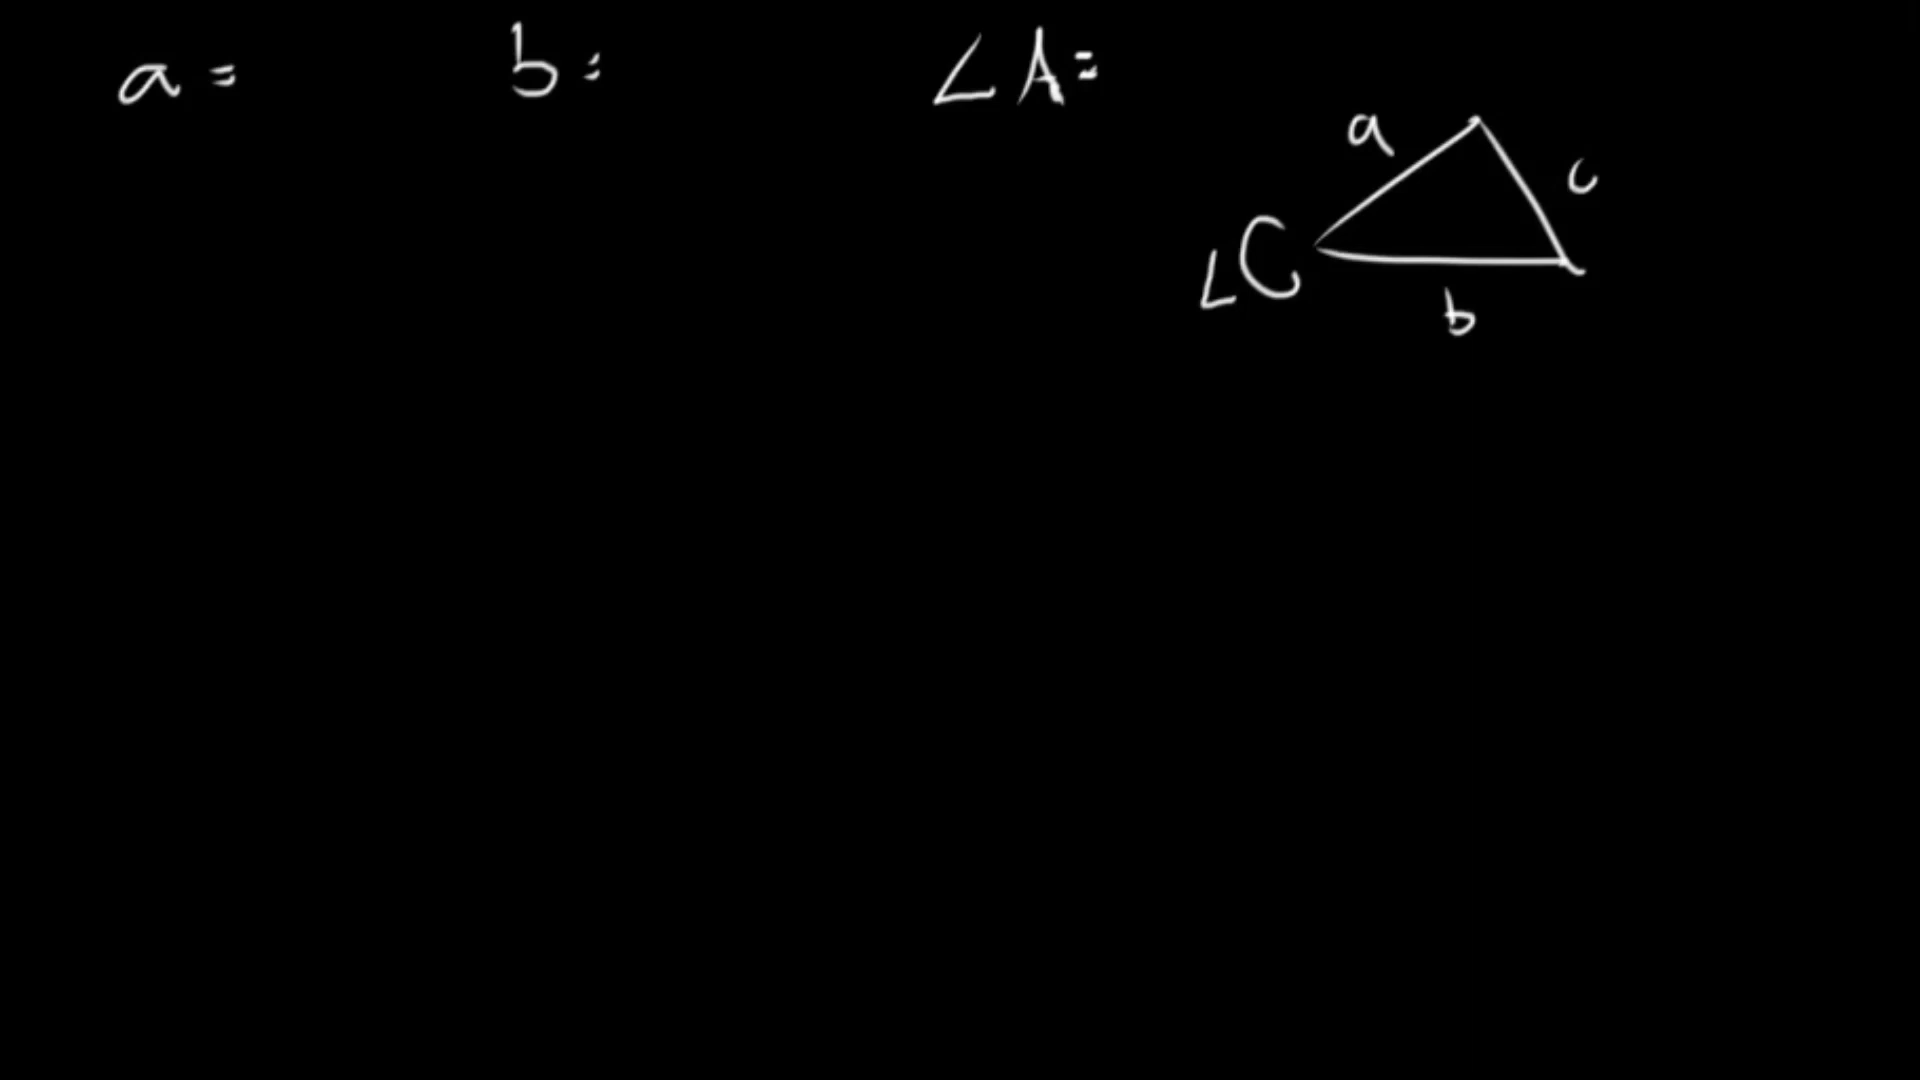 a = b = ∠A=
a
c
∠C
b